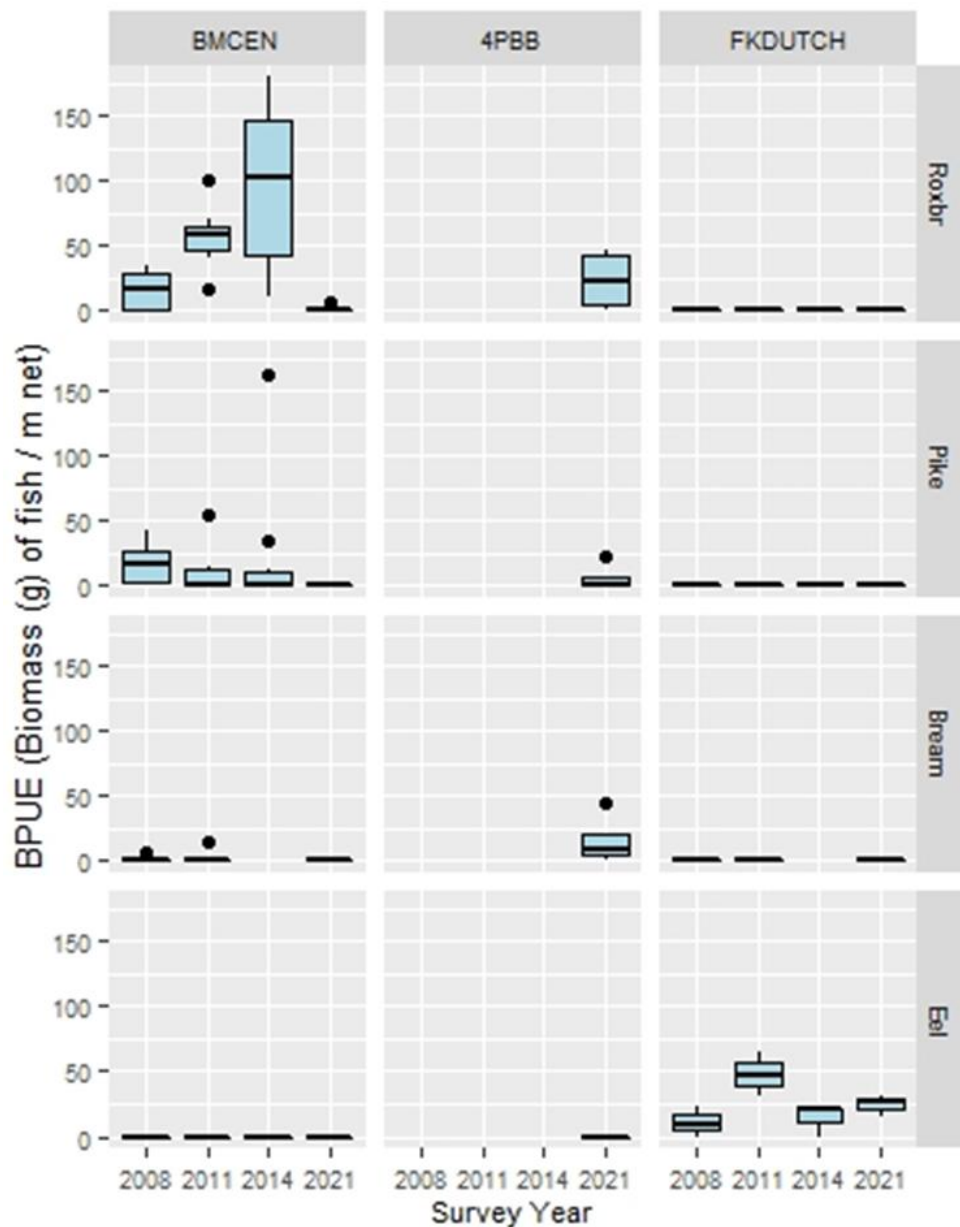 BMCEN 4PBB FKDUTCH
150
100
50
0
Roxbr
150
100
50
0
Pike
150
100
50
0
Bream
150
100
50
0
Eel
BPUE (Biomass (g) of fish / m net)
2008 2011 2014 2021 2008 2011 2014 2021 2008 2011 2014 2021
Survey Year